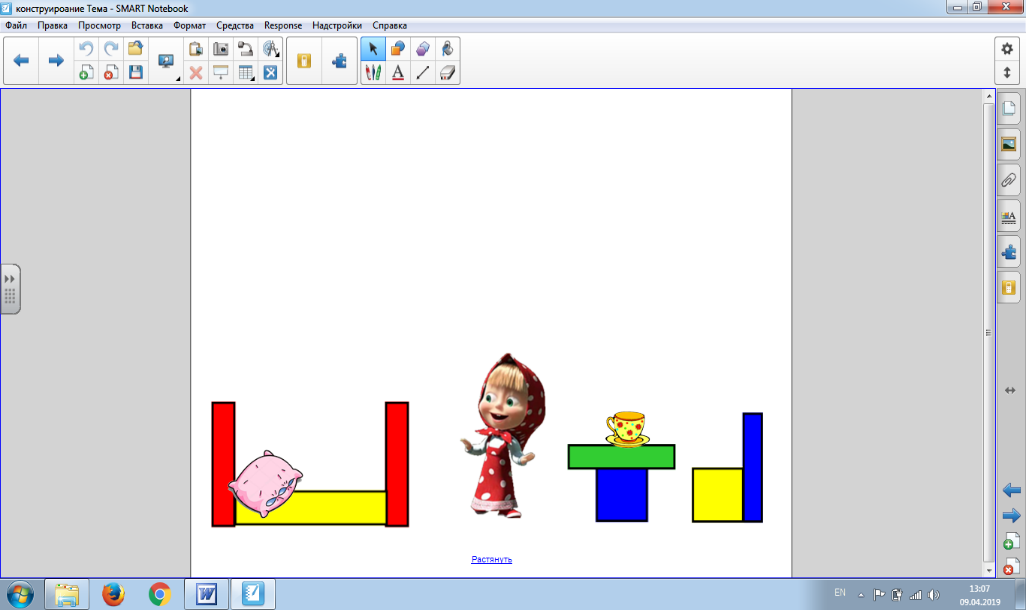 конструироание Тема - SMART Notebook
Файл Правка Просмотр Вставка Формат Средства Response Надстройки Справка
Растянуть
EN
13:07
09.04.2019